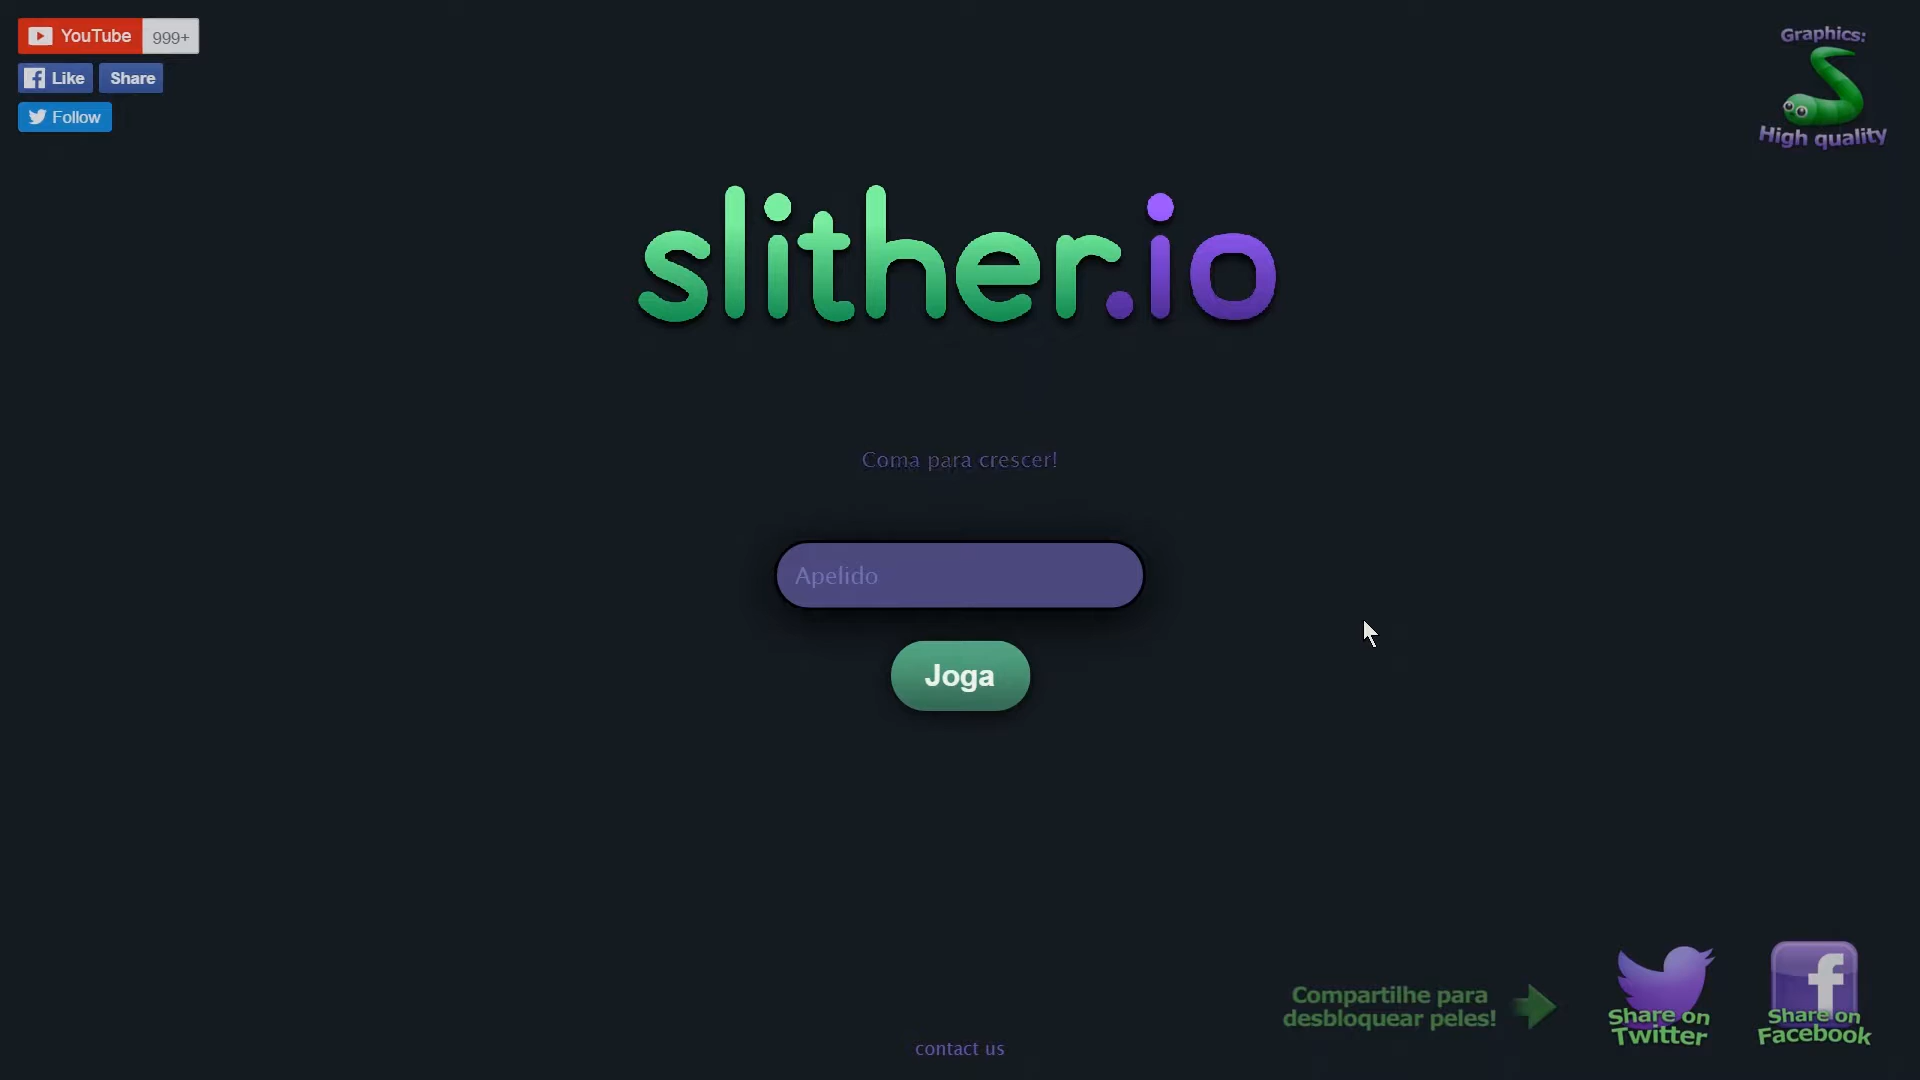 YouTube 999+
Like Share
Follow
Graphics:
High quality
slither.io
Coma para crescer!
Apelido
Joga
Compartilhe para
desbloquear peles!
Share on
Twitter
Share on
Facebook
contact us